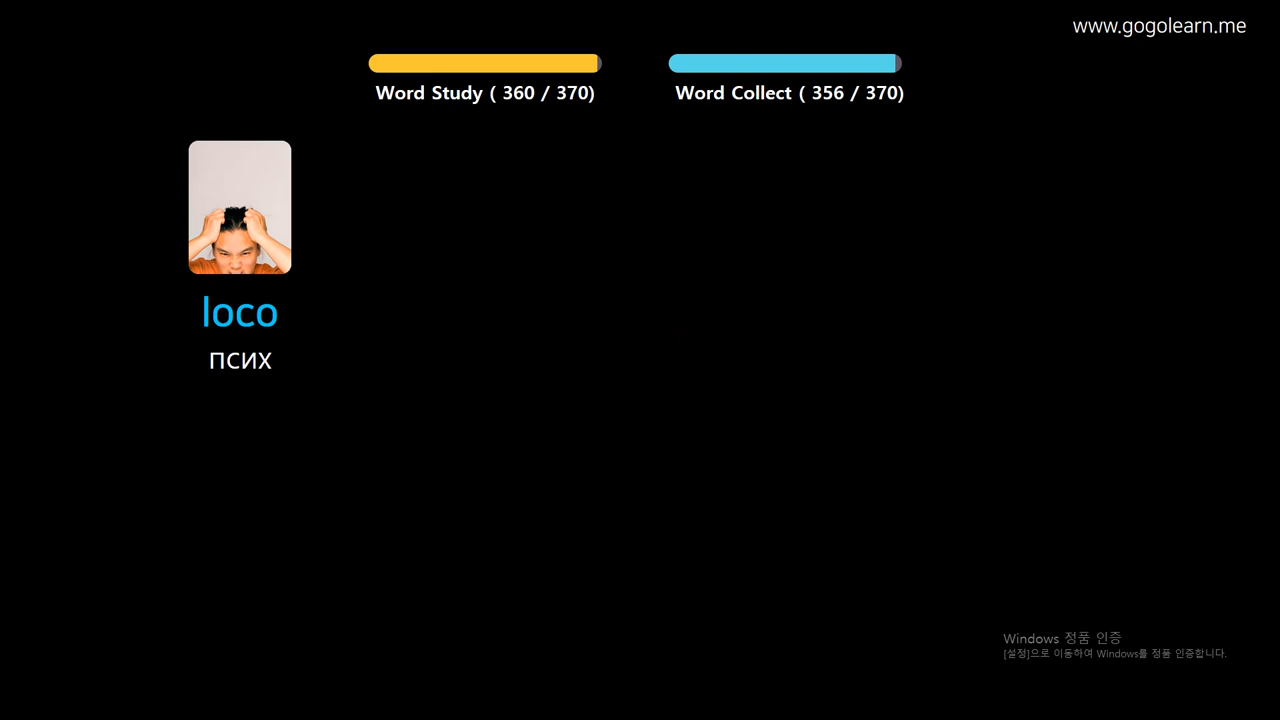 www.gogolearn.me
Word Study ( 360 / 370)
Word Collect ( 356 / 370)
loco
псих
Windows 정품 인증
[설정]으로 이동하여 Windows를 정품 인증합니다.